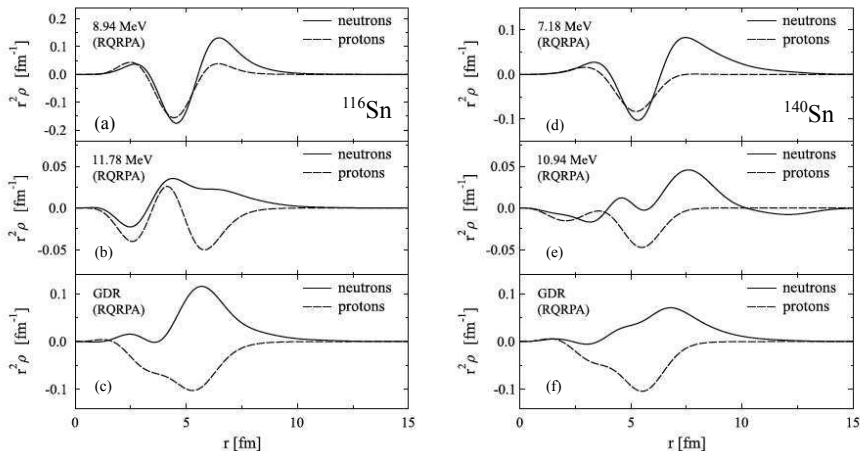 0.2
0.1
0.0
-0.1
-0.2
r²ρ [fm⁻¹]
8.94 MeV
(RQRPA)
neutrons
protons
¹¹⁶Sn
(a)
0.05
0.00
-0.05
r²ρ [fm⁻¹]
11.78 MeV
(RQRPA)
neutrons
protons
(b)
0.1
0.0
-0.1
r²ρ [fm⁻¹]
GDR
(RQRPA)
neutrons
protons
(c)
0 5 10 15
r [fm]
0.1
0.0
-0.1
r²ρ [fm⁻¹]
7.18 MeV
(RQRPA)
neutrons
protons
¹⁴⁰Sn
(d)
0.05
0.00
-0.05
r²ρ [fm⁻¹]
10.94 MeV
(RQRPA)
neutrons
protons
(e)
0.1
0.0
-0.1
r²ρ [fm⁻¹]
GDR
(RQRPA)
neutrons
protons
(f)
0 5 10 15
r [fm]